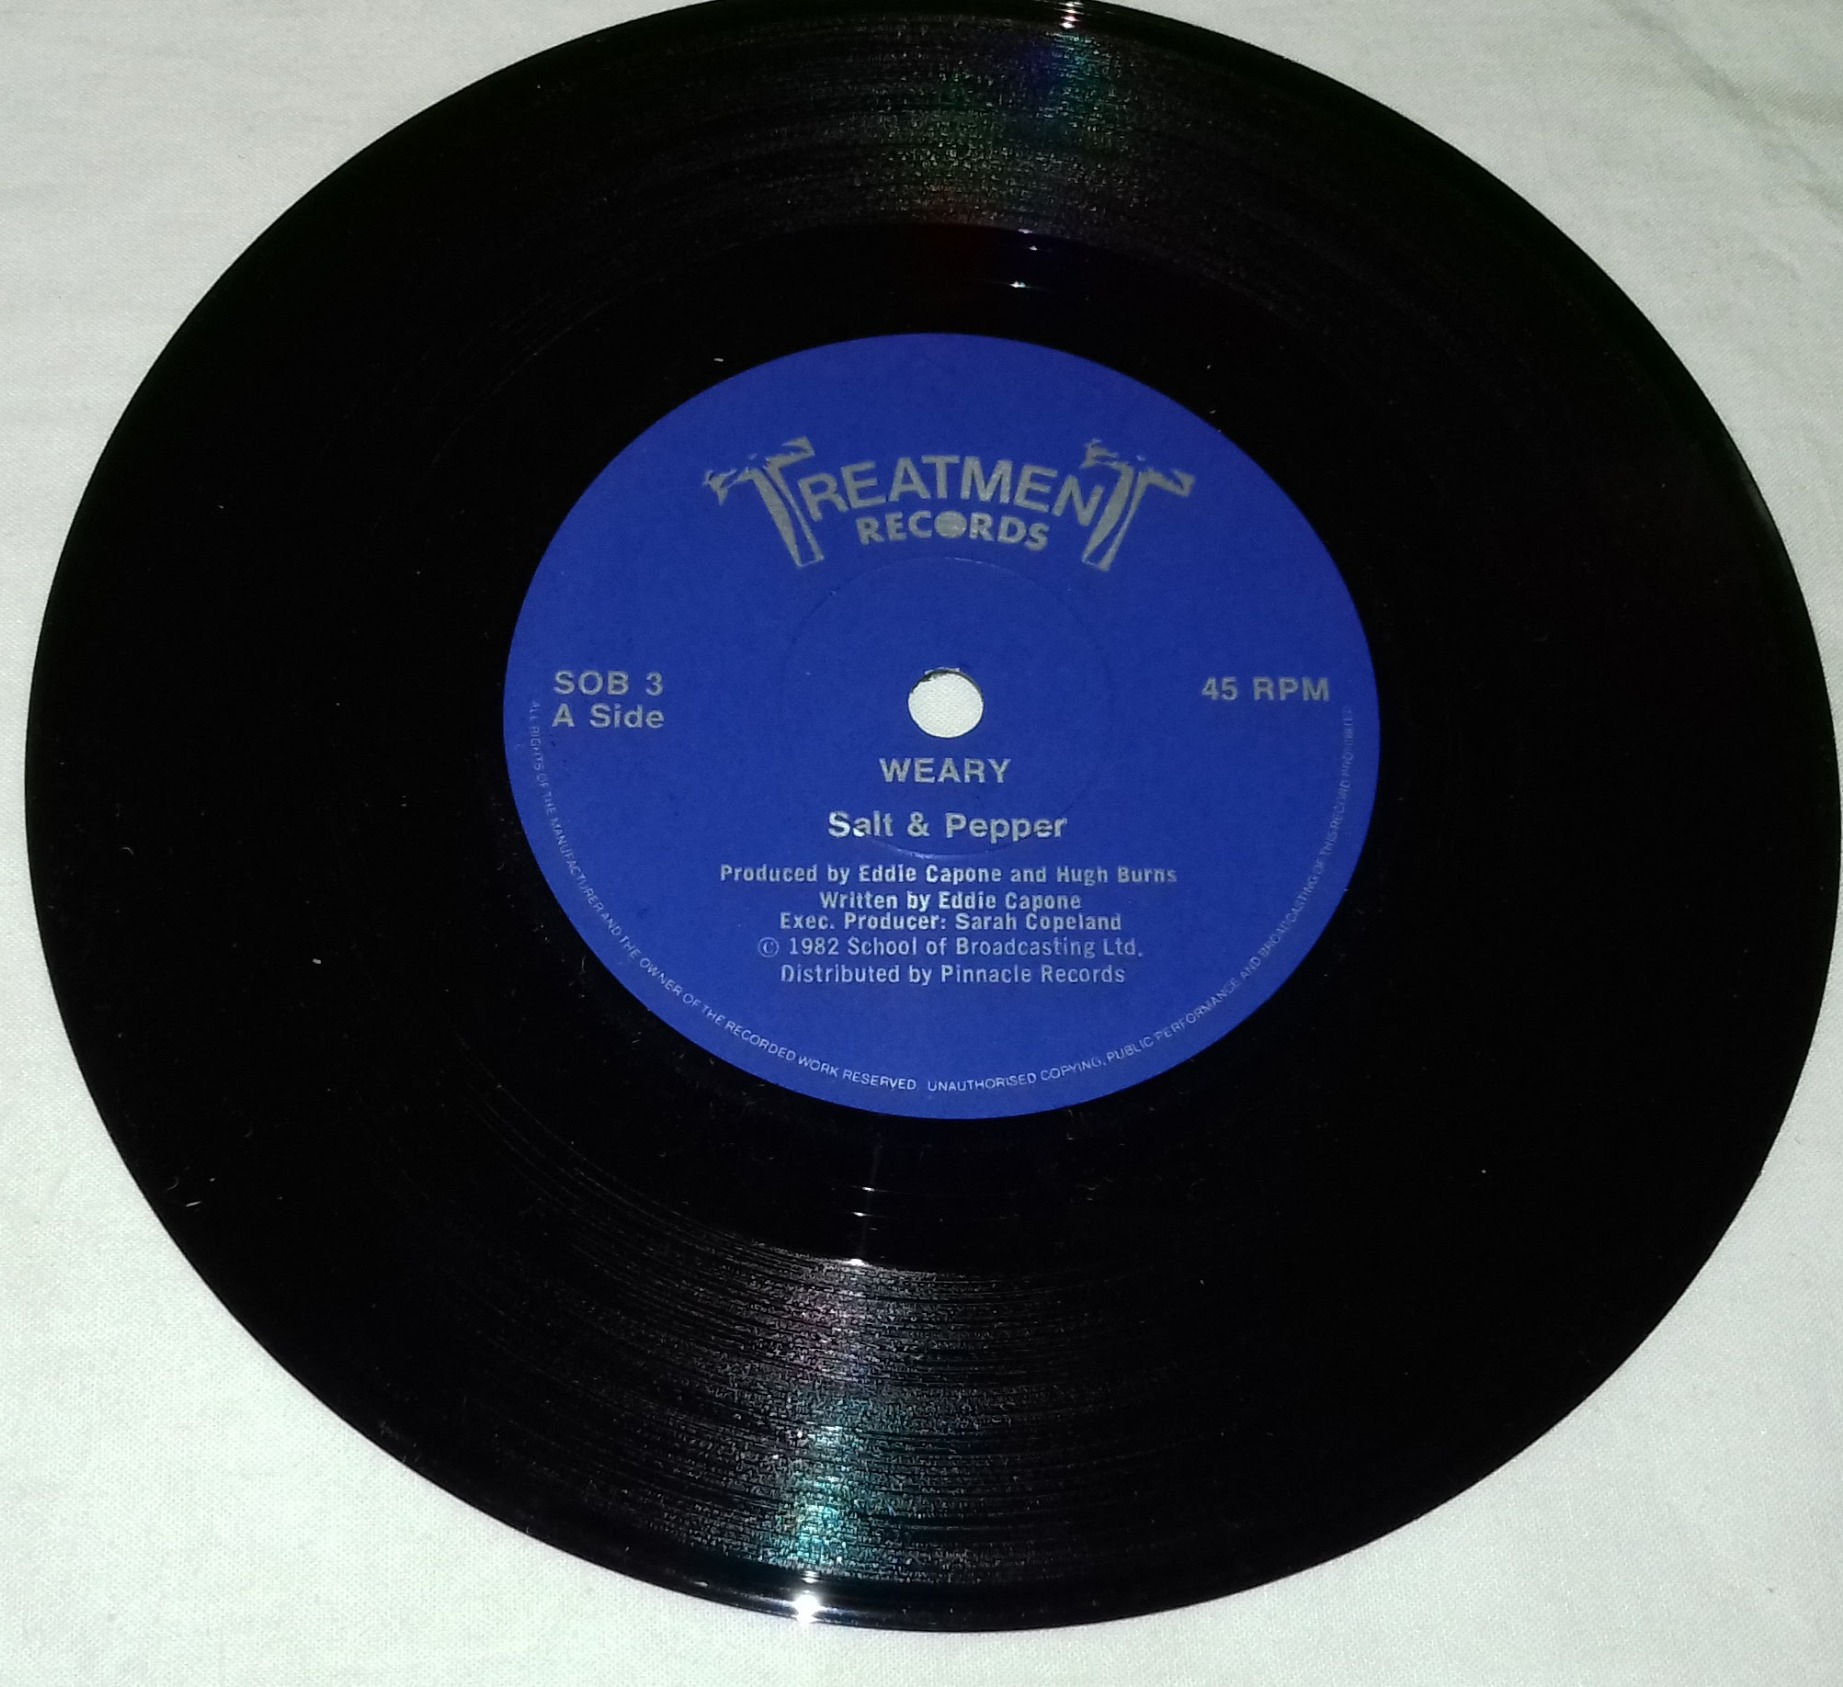 TREATMENT
RECORDS
SOB 3
A Side
45 RPM
WEARY
Salt & Pepper
Produced by Eddie Capone and Hugh Burns
Written by Eddie Capone
Exec. Producer: Sarah Copeland
© 1982 School of Broadcasting Ltd.
Distributed by Pinnacle Records
ALL RIGHTS OF THE MANUFACTURER AND THE OWNER OF THE RECORDED WORK RESERVED. UNAUTHORISED COPYING, PUBLIC PERFORMANCE AND BROADCASTING OF THIS RECORD PROHIBITED